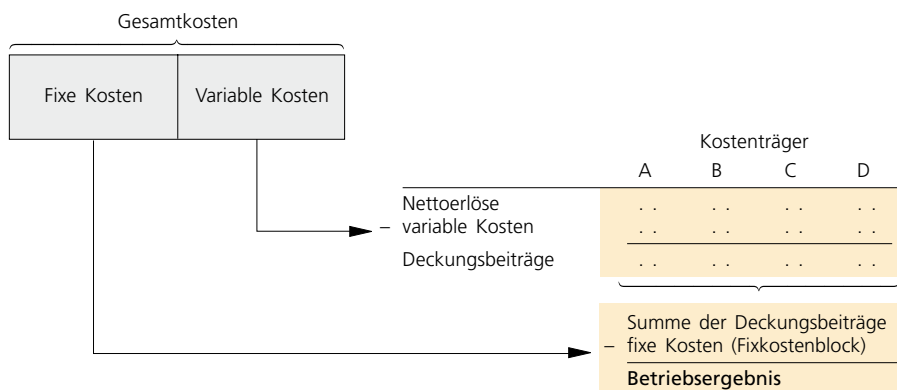 Gesamtkosten
Fixe Kosten Variable Kosten
Kostenträger
A B C D
Nettoerlöse . . . . . . . .
– variable Kosten . . . . . . . .
Deckungsbeiträge . . . . . . . .
Summe der Deckungsbeiträge
– fixe Kosten (Fixkostenblock)
Betriebsergebnis